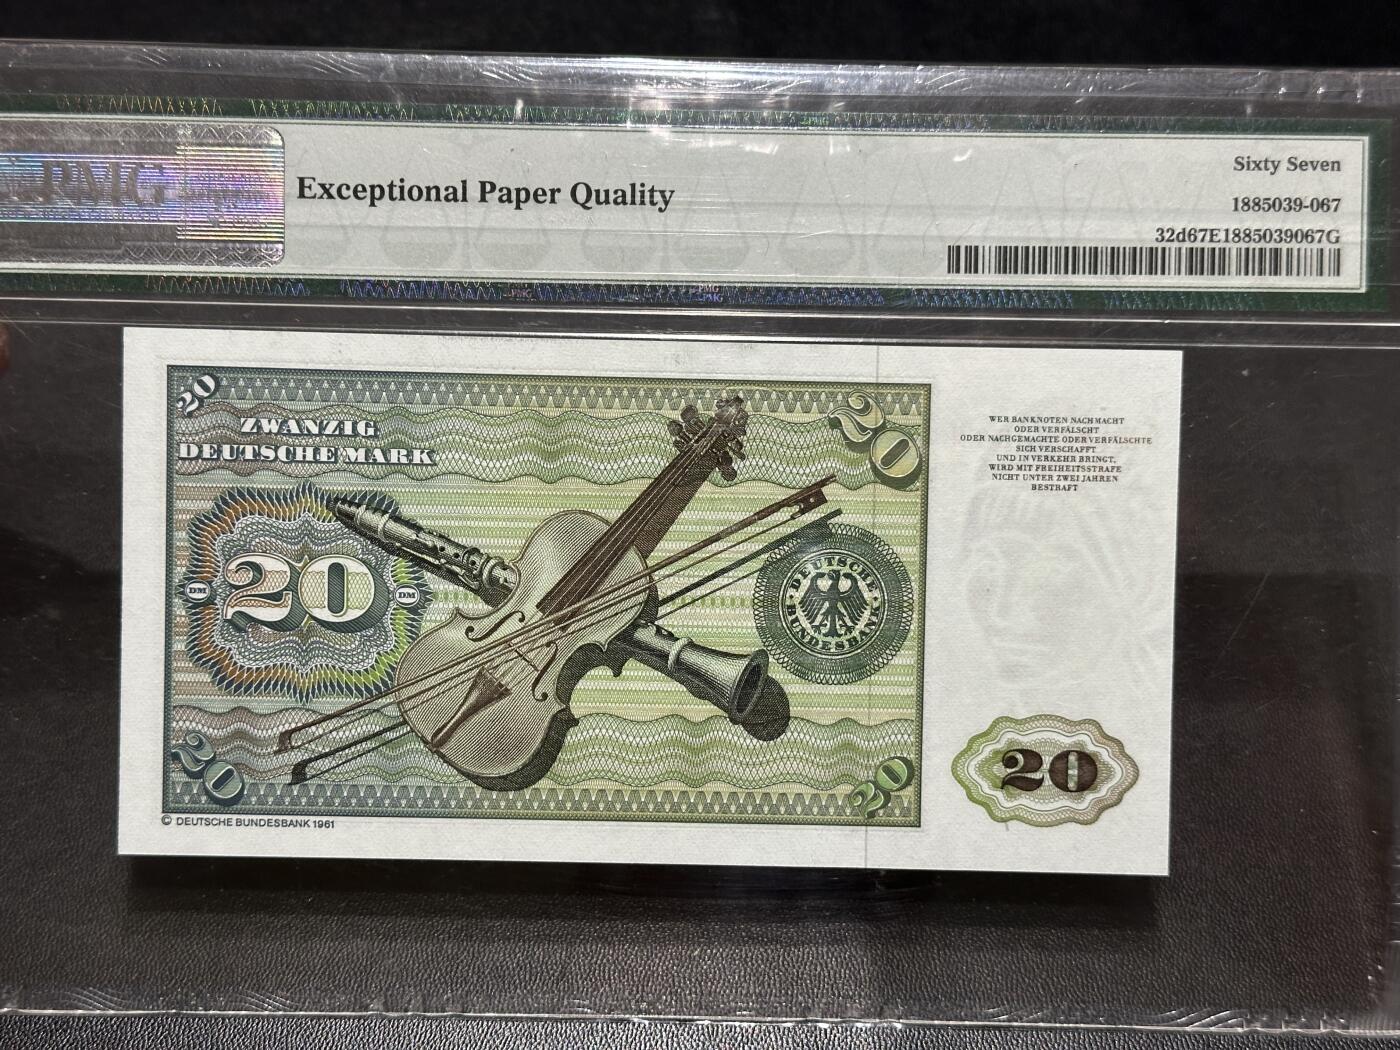 PMG
Exceptional Paper Quality
Sixty Seven
1885039-067
32d67E1885039067G
20
ZWANZIG
DEUTSCHE MARK
20
20
DM
DM
DEUTSCHE
BUNDESBANK
20
20
© DEUTSCHE BUNDESBANK 1961
WER BANKNOTEN NACHMACHT
ODER VERFÄLSCHT
ODER NACHGEMACHTE ODER VERFÄLSCHTE
SICH VERSCHAFFT
UND IN VERKEHR BRINGT,
WIRD MIT FREIHEITSSTRAFE
NICHT UNTER ZWEI JAHREN
BESTRAFT
20